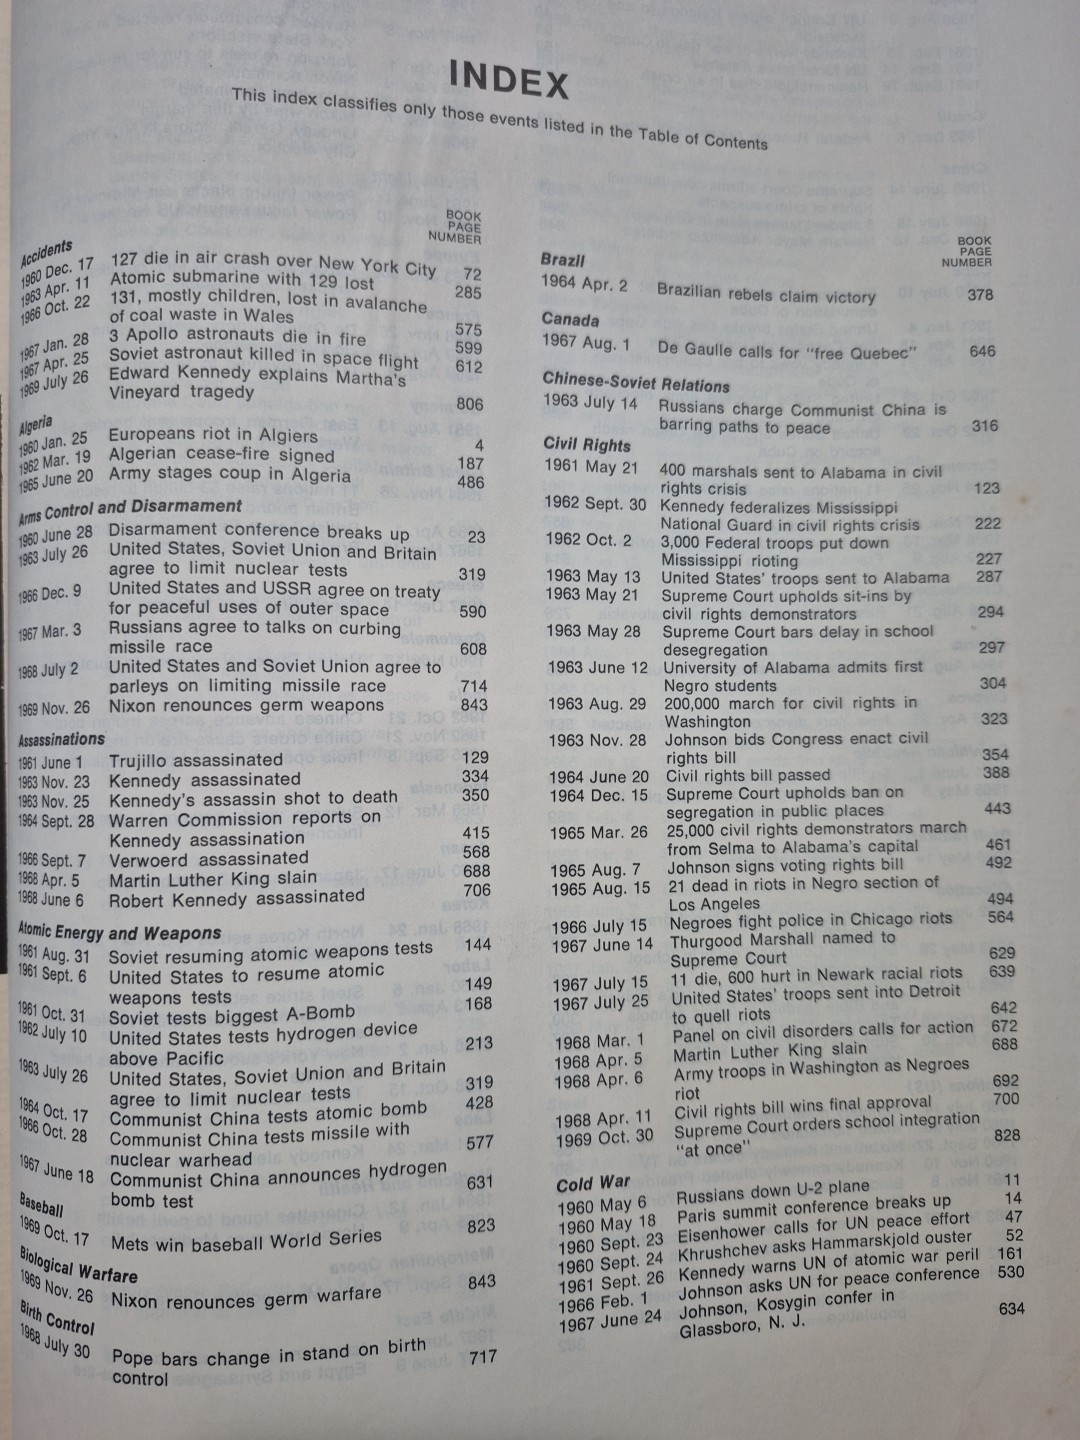 INDEX
This index classifies only those events listed in the Table of Contents
BOOK
PAGE
NUMBER
Accidents
1960 Dec. 17 127 die in air crash over New York City 72
1963 Apr. 11 Atomic submarine with 129 lost 285
1966 Oct. 22 131, mostly children, lost in avalanche
of coal waste in Wales 575
1967 Jan. 28 3 Apollo astronauts die in fire 599
1967 Apr. 25 Soviet astronaut killed in space flight 612
1969 July 26 Edward Kennedy explains Martha's
Vineyard tragedy 806
Algeria
1960 Jan. 25 Europeans riot in Algiers 4
1962 Mar. 19 Algerian cease-fire signed 187
1965 June 20 Army stages coup in Algeria 486
Arms Control and Disarmament
1960 June 28 Disarmament conference breaks up 23
1963 July 26 United States, Soviet Union and Britain
agree to limit nuclear tests 319
1966 Dec. 9 United States and USSR agree on treaty
for peaceful uses of outer space 590
1967 Mar. 3 Russians agree to talks on curbing
missile race 608
1968 July 2 United States and Soviet Union agree to
parleys on limiting missile race 714
1969 Nov. 26 Nixon renounces germ weapons 843
Assassinations
1961 June 1 Trujillo assassinated 129
1963 Nov. 23 Kennedy assassinated 334
1963 Nov. 25 Kennedy's assassin shot to death 350
1964 Sept. 28 Warren Commission reports on
Kennedy assassination 415
1966 Sept. 7 Verwoerd assassinated 568
1968 Apr. 5 Martin Luther King slain 688
1968 June 6 Robert Kennedy assassinated 706
Atomic Energy and Weapons
1961 Aug. 31 Soviet resuming atomic weapons tests 144
1961 Sept. 6 United States to resume atomic
weapons tests 149
1961 Oct. 31 Soviet tests biggest A-Bomb 168
1962 July 10 United States tests hydrogen device
above Pacific 213
1963 July 26 United States, Soviet Union and Britain
agree to limit nuclear tests 319
1964 Oct. 17 Communist China tests atomic bomb 428
1966 Oct. 28 Communist China tests missile with
nuclear warhead 577
1967 June 18 Communist China announces hydrogen
bomb test 631
Baseball
1969 Oct. 17 Mets win baseball World Series 823
Biological Warfare
1969 Nov. 26 Nixon renounces germ warfare 843
Birth Control
1968 July 30 Pope bars change in stand on birth
control 717
BOOK
PAGE
NUMBER
Brazil
1964 Apr. 2 Brazilian rebels claim victory 378
Canada
1967 Aug. 1 De Gaulle calls for "free Quebec" 646
Chinese-Soviet Relations
1963 July 14 Russians charge Communist China is
barring paths to peace 316
Civil Rights
1961 May 21 400 marshals sent to Alabama in civil
rights crisis 123
1962 Sept. 30 Kennedy federalizes Mississippi
National Guard in civil rights crisis 222
1962 Oct. 2 3,000 Federal troops put down
Mississippi rioting 227
1963 May 13 United States' troops sent to Alabama 287
1963 May 21 Supreme Court upholds sit-ins by
civil rights demonstrators 294
1963 May 28 Supreme Court bars delay in school
desegregation 297
1963 June 12 University of Alabama admits first
Negro students 304
1963 Aug. 29 200,000 march for civil rights in
Washington 323
1963 Nov. 28 Johnson bids Congress enact civil
rights bill 354
1964 June 20 Civil rights bill passed 388
1964 Dec. 15 Supreme Court upholds ban on
segregation in public places 443
1965 Mar. 26 25,000 civil rights demonstrators march
from Selma to Alabama's capital 461
1965 Aug. 7 Johnson signs voting rights bill 492
1965 Aug. 15 21 dead in riots in Negro section of
Los Angeles 494
1966 July 15 Negroes fight police in Chicago riots 564
1967 June 14 Thurgood Marshall named to
Supreme Court 629
1967 July 15 11 die, 600 hurt in Newark racial riots 639
1967 July 25 United States' troops sent into Detroit
to quell riots 642
1968 Mar. 1 Panel on civil disorders calls for action 672
1968 Apr. 5 Martin Luther King slain 688
1968 Apr. 6 Army troops in Washington as Negroes
riot 692
1968 Apr. 11 Civil rights bill wins final approval 700
1969 Oct. 30 Supreme Court orders school integration
"at once" 828
Cold War
1960 May 6 Russians down U-2 plane 11
1960 May 18 Paris summit conference breaks up 14
1960 Sept. 23 Eisenhower calls for UN peace effort 47
1960 Sept. 24 Khrushchev asks Hammarskjold ouster 52
1961 Sept. 26 Kennedy warns UN of atomic war peril 161
1966 Feb. 1 Johnson asks UN for peace conference 530
1967 June 24 Johnson, Kosygin confer in
Glassboro, N. J. 634